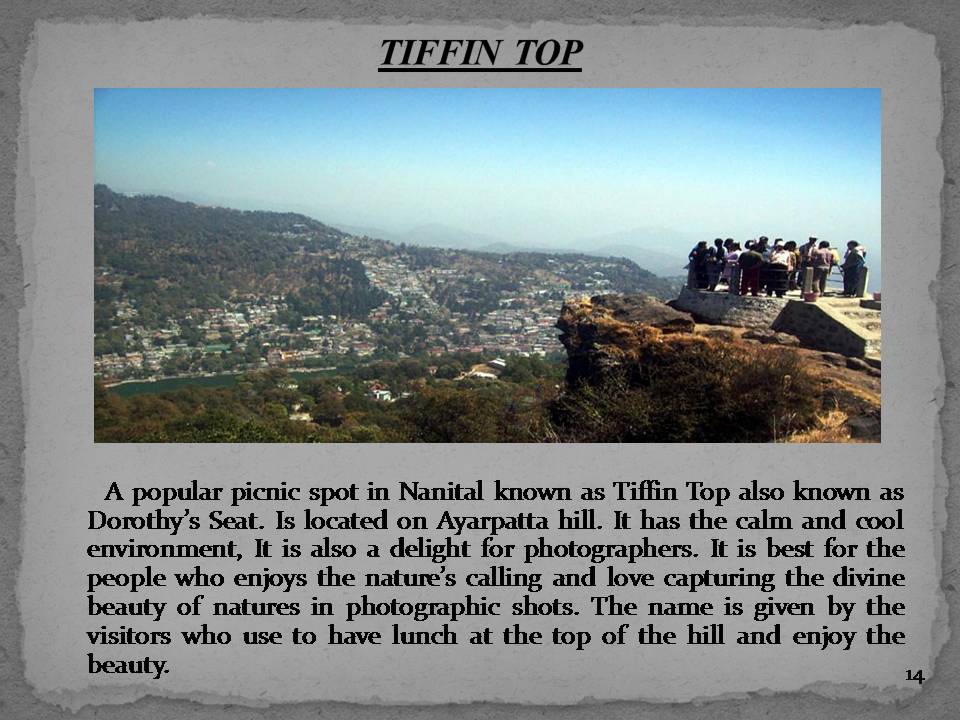 TIFFIN TOP
A popular picnic spot in Nanital known as Tiffin Top also known as
Dorothy's Seat. Is located on Ayarpatta hill. It has the calm and cool
environment, It is also a delight for photographers. It is best for the
people who enjoys the nature's calling and love capturing the divine
beauty of natures in photographic shots. The name is given by the
visitors who use to have lunch at the top of the hill and enjoy the
beauty.
14